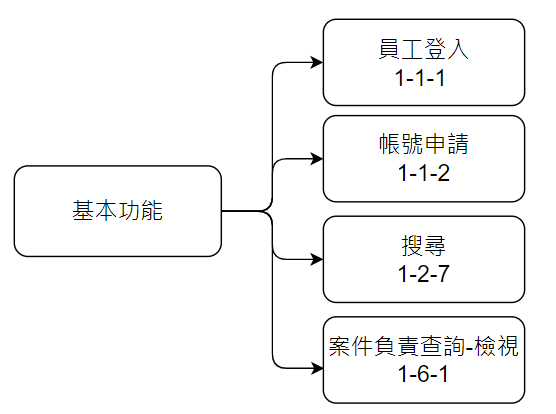 員工登入
1-1-1
帳號申請
1-1-2
基本功能
搜尋
1-2-7
案件負責查詢-檢視
1-6-1